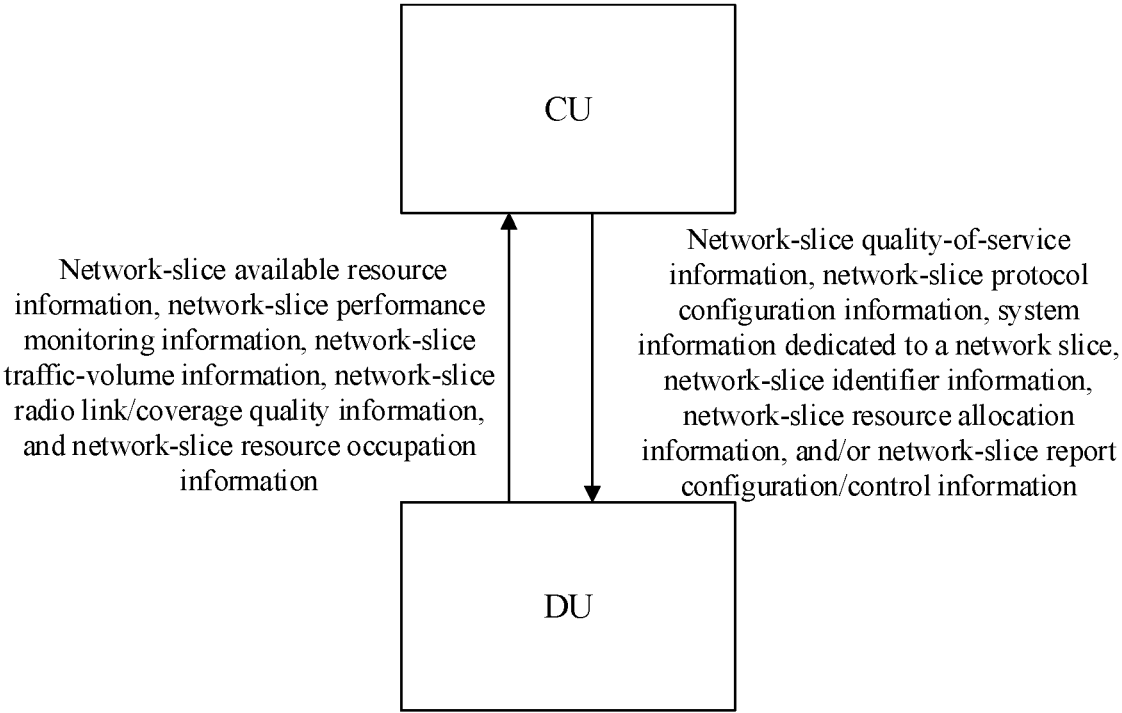 CU
Network-slice available resource
information, network-slice performance
monitoring information, network-slice
traffic-volume information, network-slice
radio link/coverage quality information,
and network-slice resource occupation
information
Network-slice quality-of-service
information, network-slice protocol
configuration information, system
information dedicated to a network slice,
network-slice identifier information,
network-slice resource allocation
information, and/or network-slice report
configuration/control information
DU